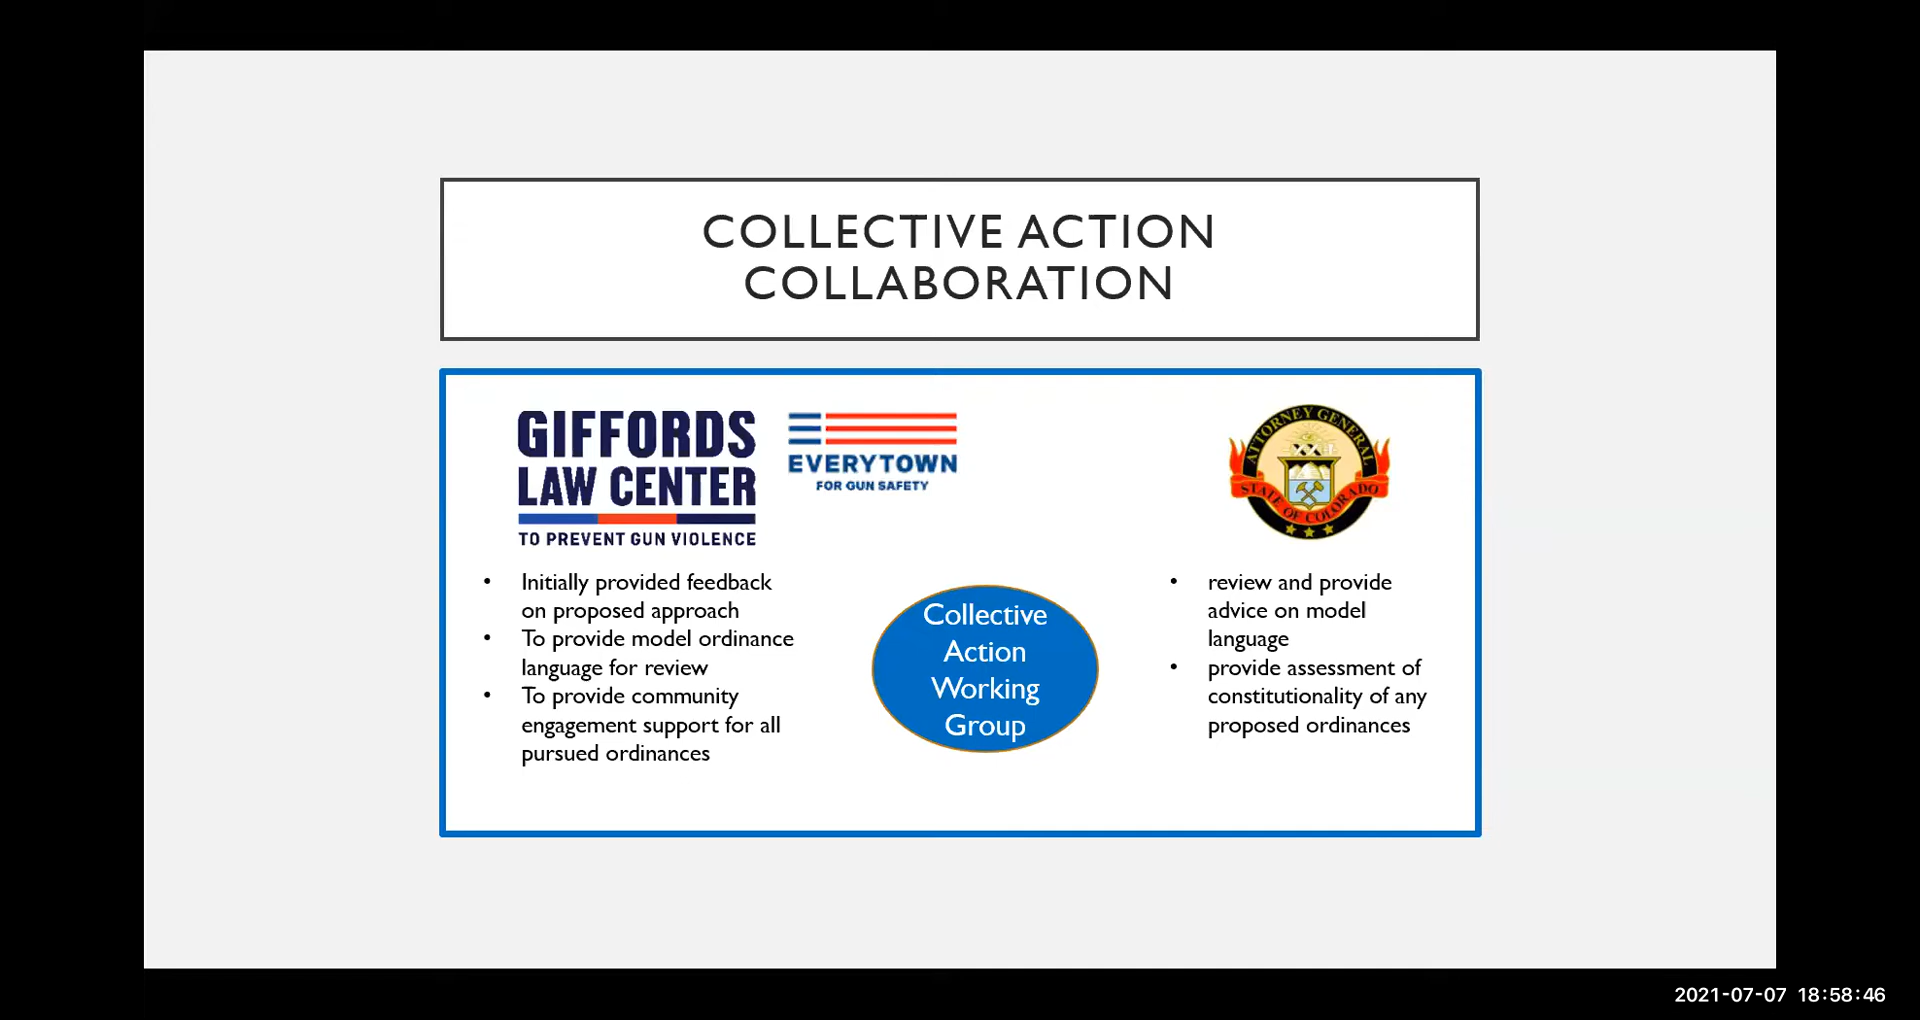 COLLECTIVE ACTION
COLLABORATION
GIFFORDS
LAW CENTER
TO PREVENT GUN VIOLENCE
EVERYTOWN
FOR GUN SAFETY
ATTORNEY GENERAL
STATE OF COLORADO
• Initially provided feedback
on proposed approach
• To provide model ordinance
language for review
• To provide community
engagement support for all
pursued ordinances
Collective
Action
Working
Group
• review and provide
advice on model
language
• provide assessment of
constitutionality of any
proposed ordinances
2021-07-07 18:58:46